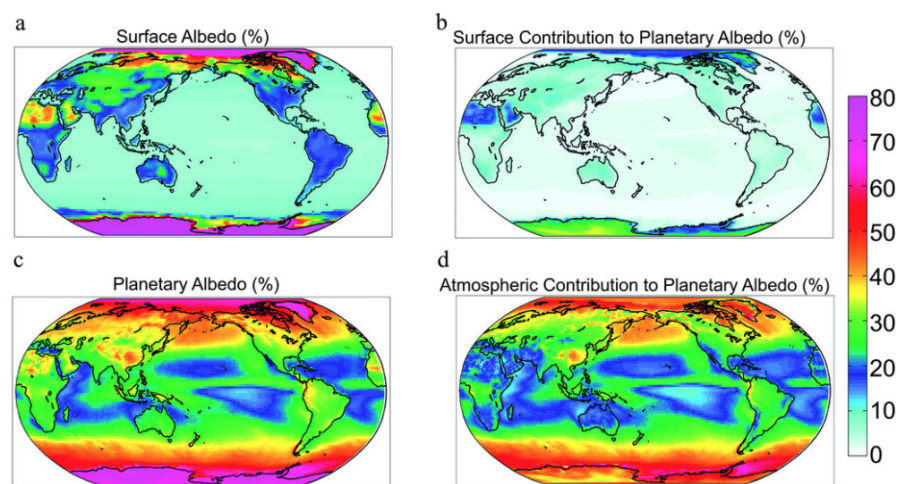 a
Surface Albedo (%)
b
Surface Contribution to Planetary Albedo (%)
c
Planetary Albedo (%)
d
Atmospheric Contribution to Planetary Albedo (%)
80
70
60
50
40
30
20
10
0